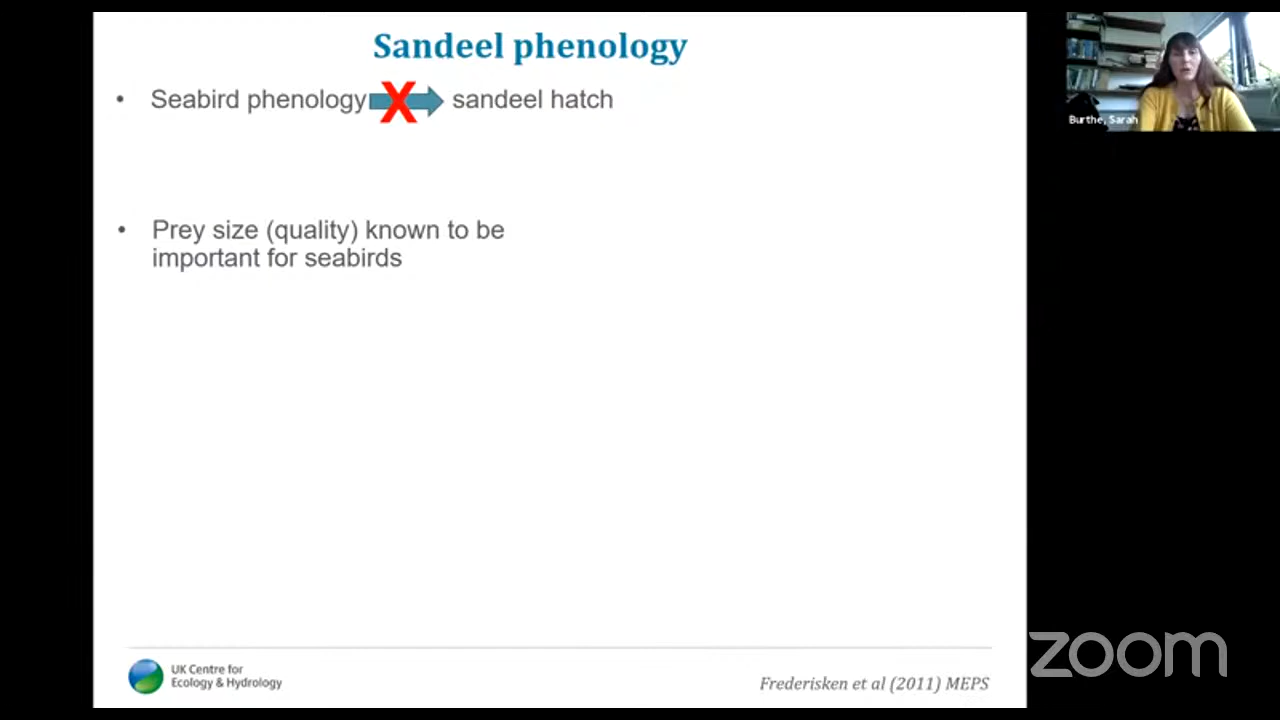 Sandeel phenology
• Seabird phenology X sandeel hatch
• Prey size (quality) known to be
important for seabirds
UK Centre for
Ecology & Hydrology
Frederisken et al (2011) MEPS
Burthe, Sarah
zoom